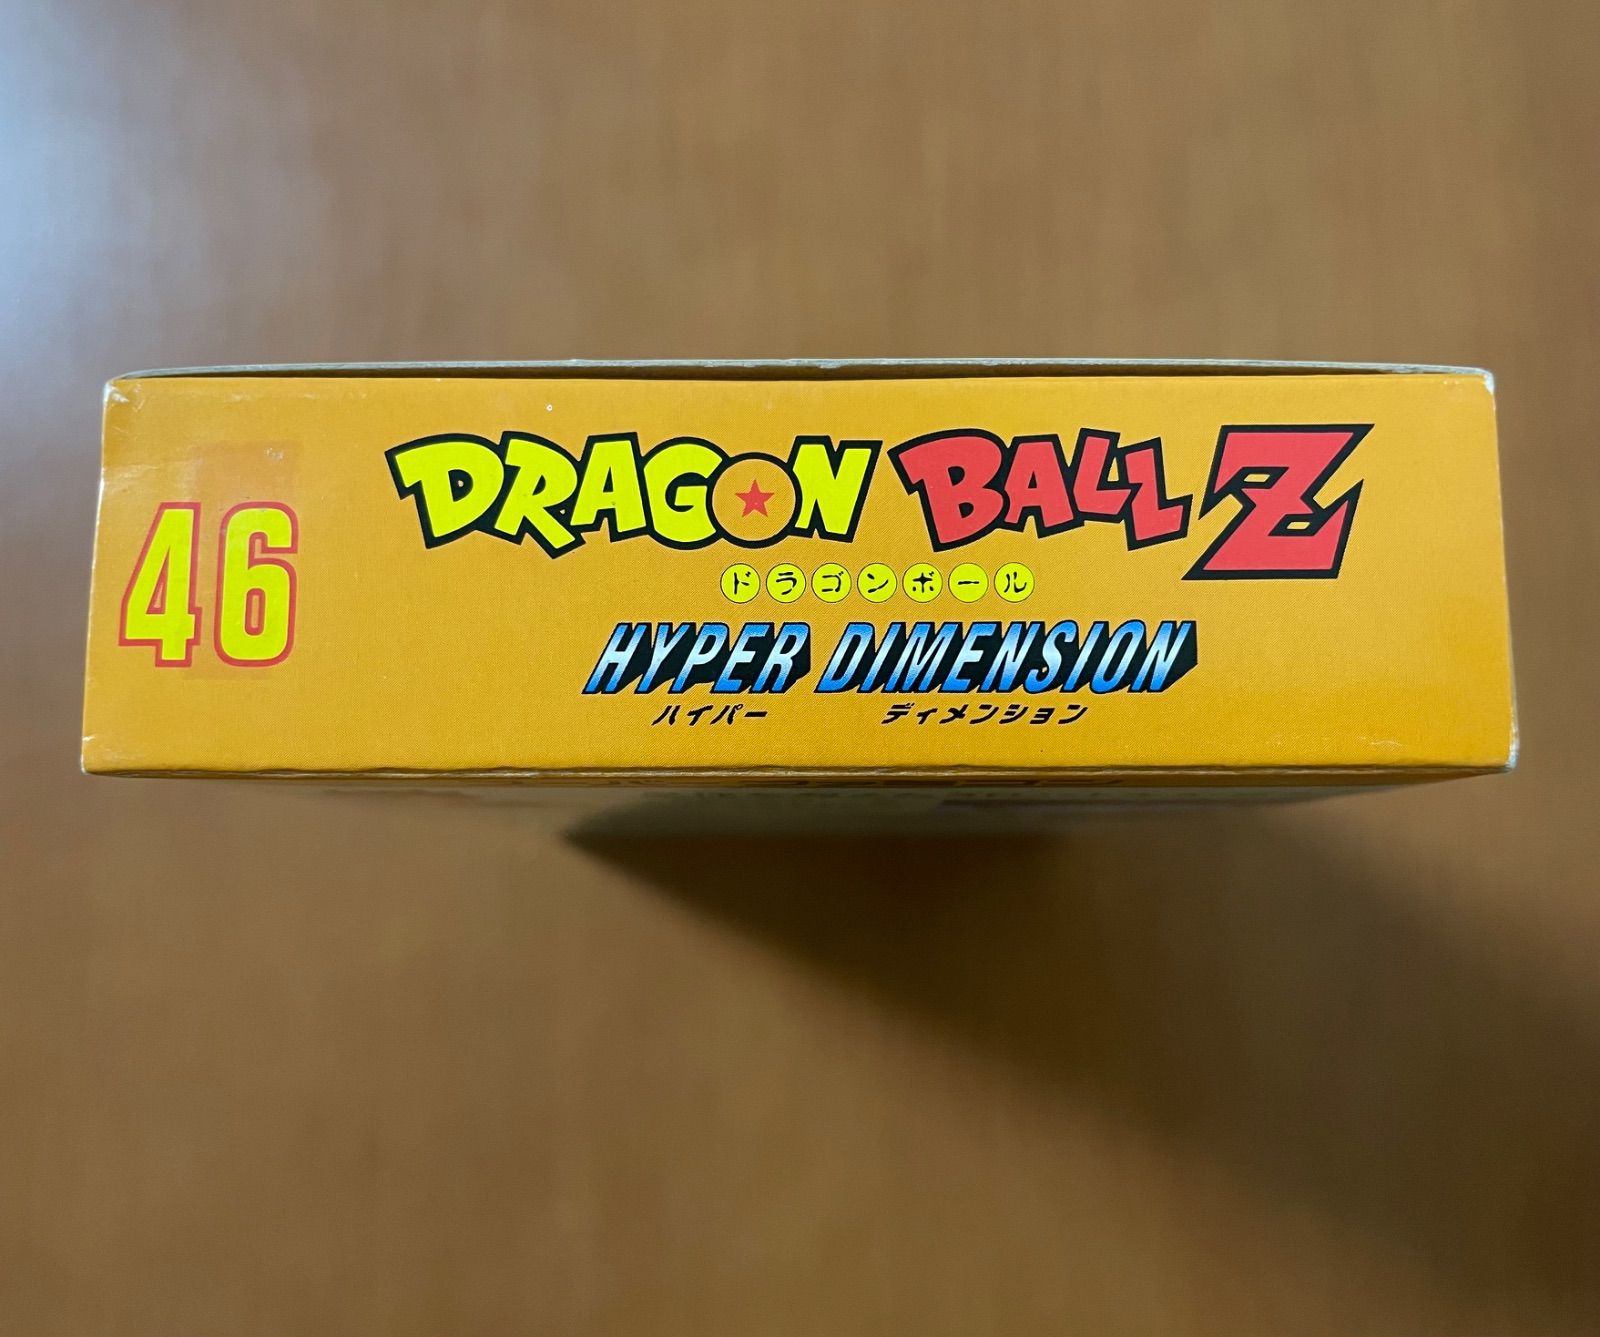 46
DRAGON BALL Z
ドラゴンボール
HYPER DIMENSION
ハイパー ディメンション